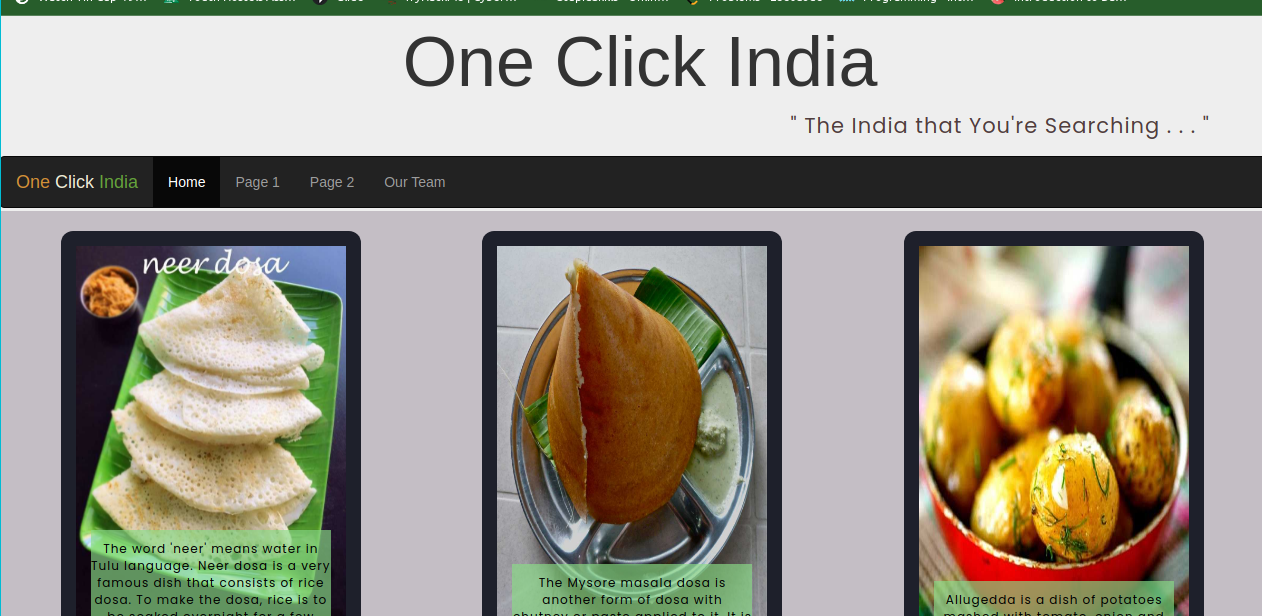 One Click India
" The India that You're Searching . . . "
One Click India Home Page 1 Page 2 Our Team
neer dosa
The word 'neer' means water in
Tulu language. Neer dosa is a very
famous dish that consists of rice
dosa. To make the dosa, rice is to
be soaked overnight for a few
The Mysore masala dosa is
another form of dosa with
chutney or paste applied to it. It is
Allugedda is a dish of potatoes
mashed with tomato, onion and